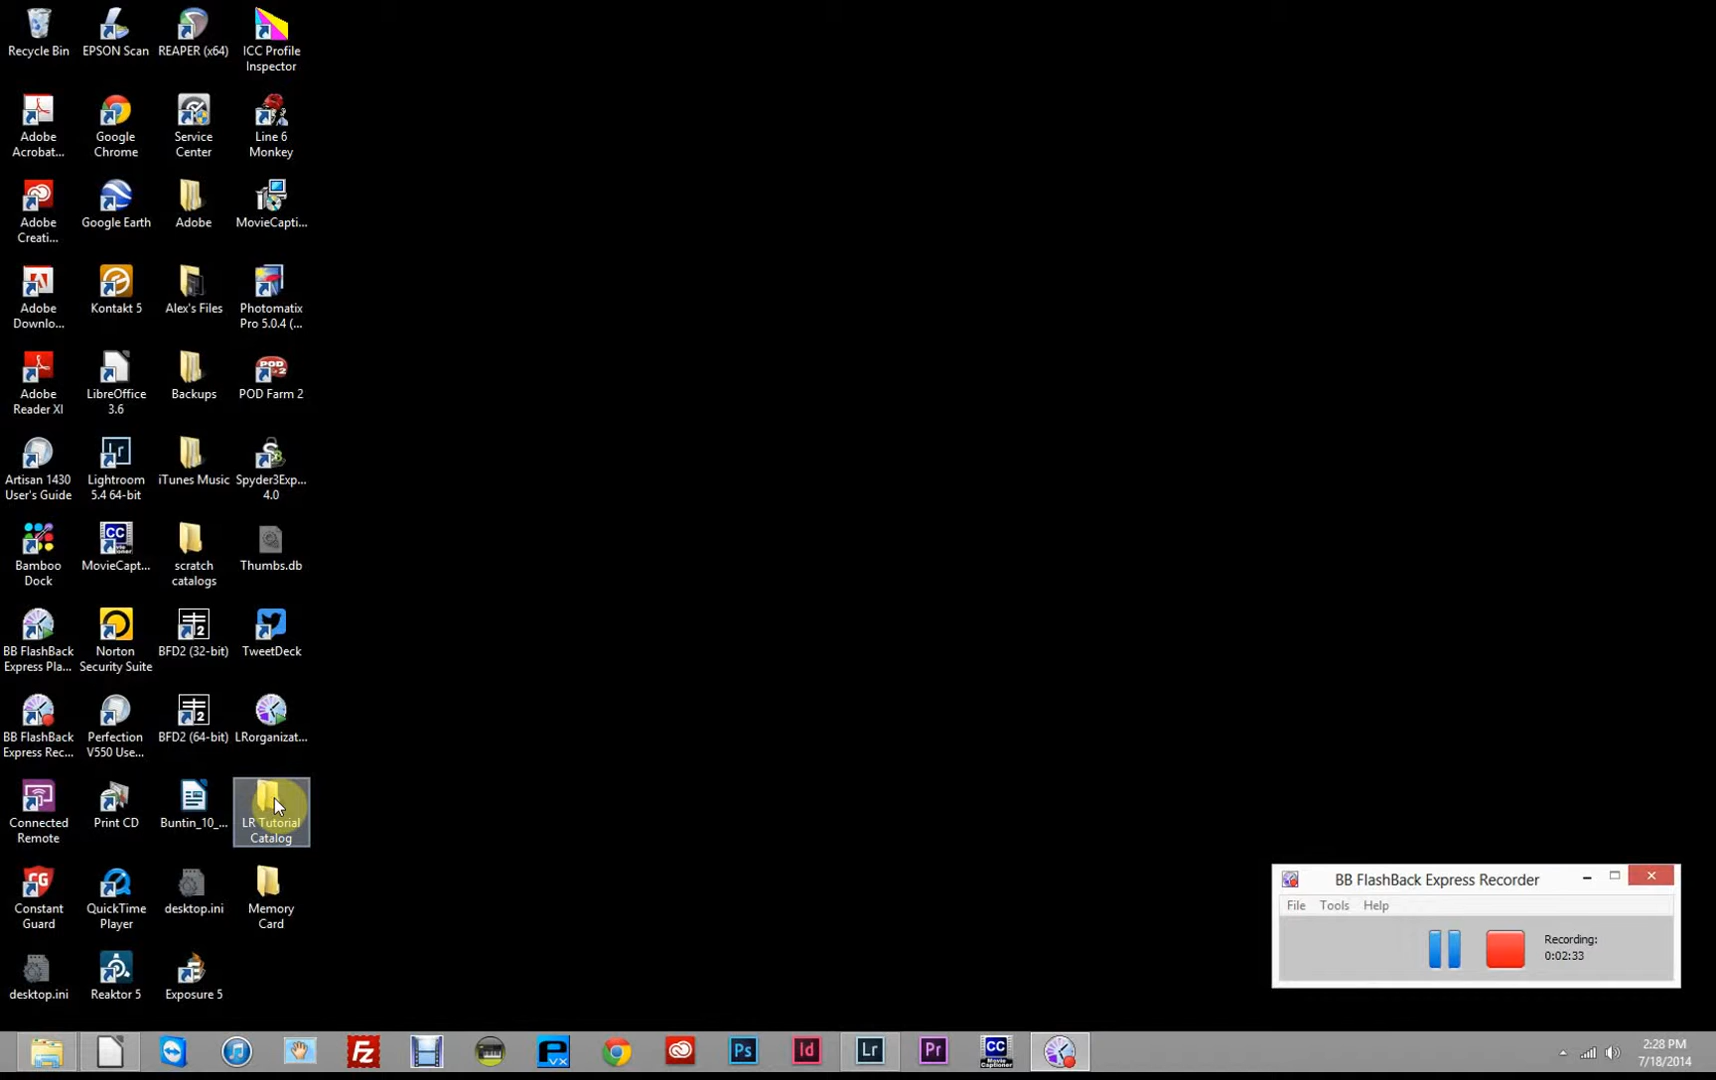 Recycle Bin
EPSON Scan
REAPER (x64)
ICC Profile
Inspector
Adobe
Acrobat...
Google
Chrome
Service
Center
Line 6
Monkey
Adobe
Creati...
Google Earth
Adobe
MovieCapti...
Adobe
Downlo...
Kontakt 5
Alex's Files
Photomatix
Pro 5.0.4 (...
Adobe
Reader XI
LibreOffice
3.6
Backups
POD Farm 2
Artisan 1430
User's Guide
Lightroom
5.4 64-bit
iTunes Music
Spyder3Exp...
4.0
Bamboo
Dock
MovieCapt...
scratch
catalogs
Thumbs.db
BB FlashBack
Express Pla...
Norton
Security Suite
BFD2 (32-bit)
TweetDeck
BB FlashBack
Express Rec...
Perfection
V550 Use...
BFD2 (64-bit)
LRorganizat...
Connected
Remote
Print CD
Buntin_10_...
LR Tutorial
Catalog
Constant
Guard
QuickTime
Player
desktop.ini
Memory
Card
desktop.ini
Reaktor 5
Exposure 5
BB FlashBack Express Recorder
File Tools Help
Recording:
0:02:33
2:28 PM
7/18/2014